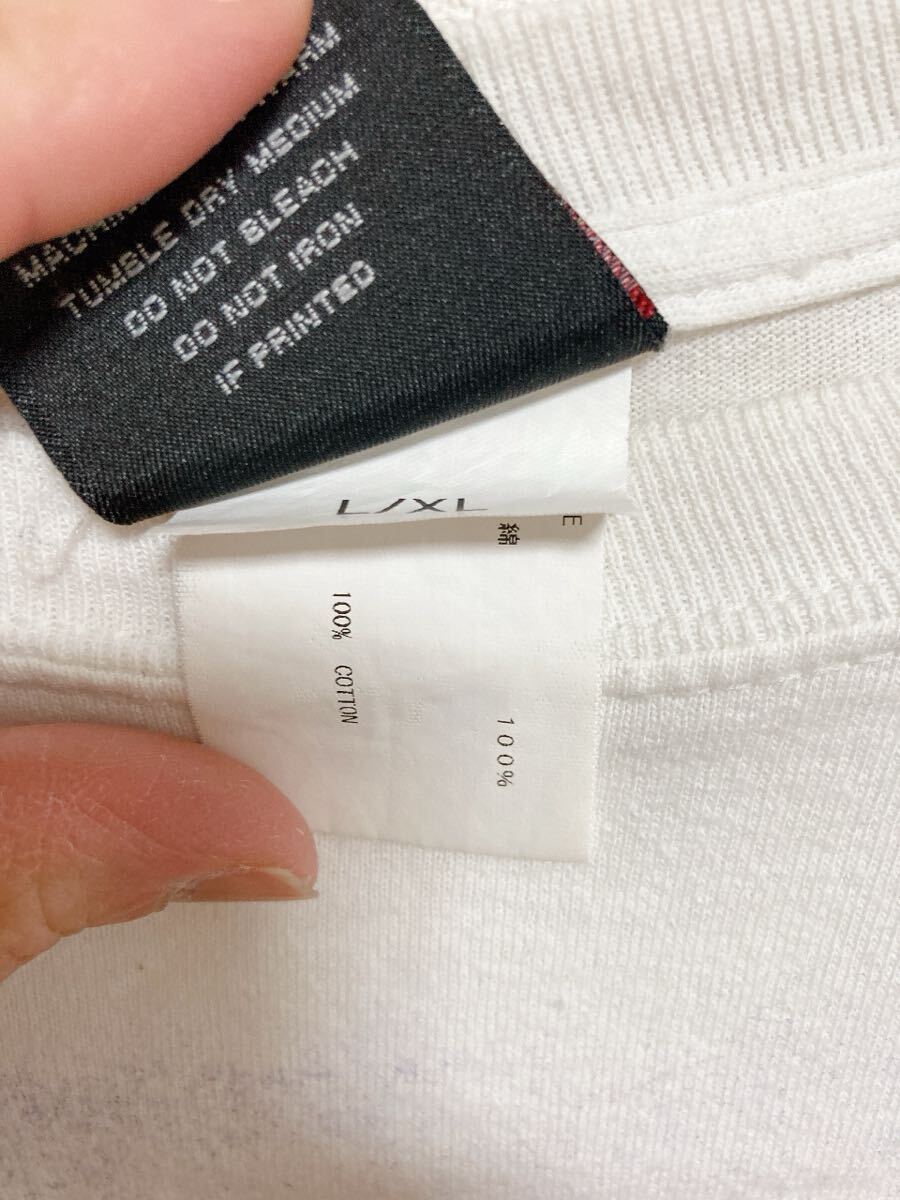 TUMBLE DRY MEDIUM
DO NOT BLEACH
DO NOT IRON
IF PRINTED
L/XL
E
綿 100%
100% COTTON